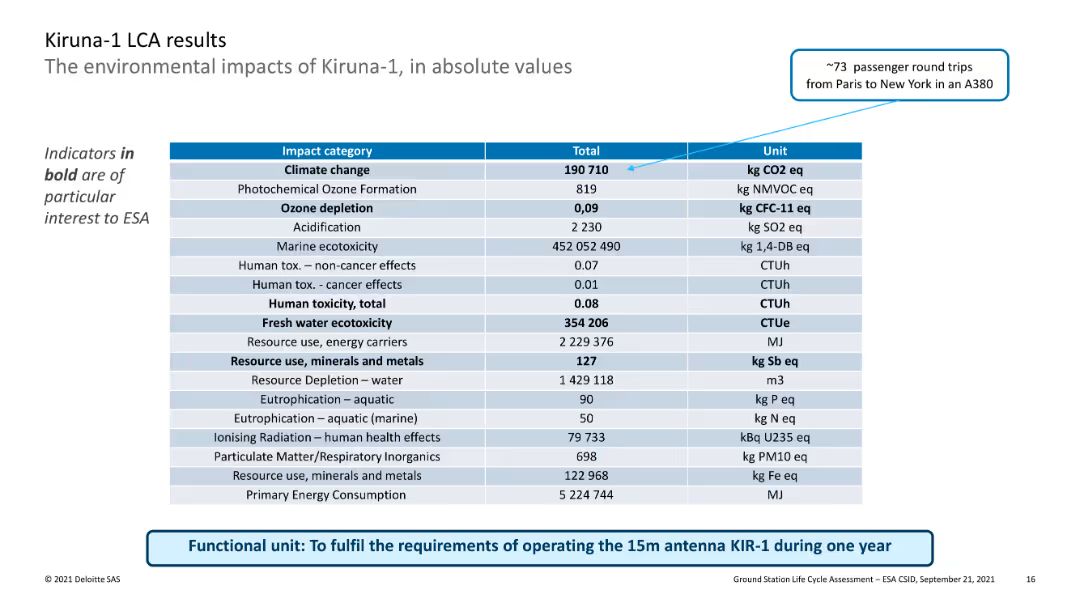 Kiruna-1 LCA results
The environmental impacts of Kiruna-1, in absolute values
~73 passenger round trips
from Paris to New York in an A380
Indicators in
bold are of
particular
interest to ESA
Impact category Total Unit
Climate change 190 710 kg CO2 eq
Photochemical Ozone Formation 819 kg NMVOC eq
Ozone depletion 0,09 kg CFC-11 eq
Acidification 2 230 kg SO2 eq
Marine ecotoxicity 452 052 490 kg 1,4-DB eq
Human tox. – non-cancer effects 0.07 CTUh
Human tox. - cancer effects 0.01 CTUh
Human toxicity, total 0.08 CTUh
Fresh water ecotoxicity 354 206 CTUe
Resource use, energy carriers 2 229 376 MJ
Resource use, minerals and metals 127 kg Sb eq
Resource Depletion – water 1 429 118 m3
Eutrophication – aquatic 90 kg P eq
Eutrophication – aquatic (marine) 50 kg N eq
Ionising Radiation – human health effects 79 733 kBq U235 eq
Particulate Matter/Respiratory Inorganics 698 kg PM10 eq
Resource use, minerals and metals 122 968 kg Fe eq
Primary Energy Consumption 5 224 744 MJ
Functional unit: To fulfil the requirements of operating the 15m antenna KIR-1 during one year
© 2021 Deloitte SAS Ground Station Life Cycle Assessment – ESA CSID, September 21, 2021 16